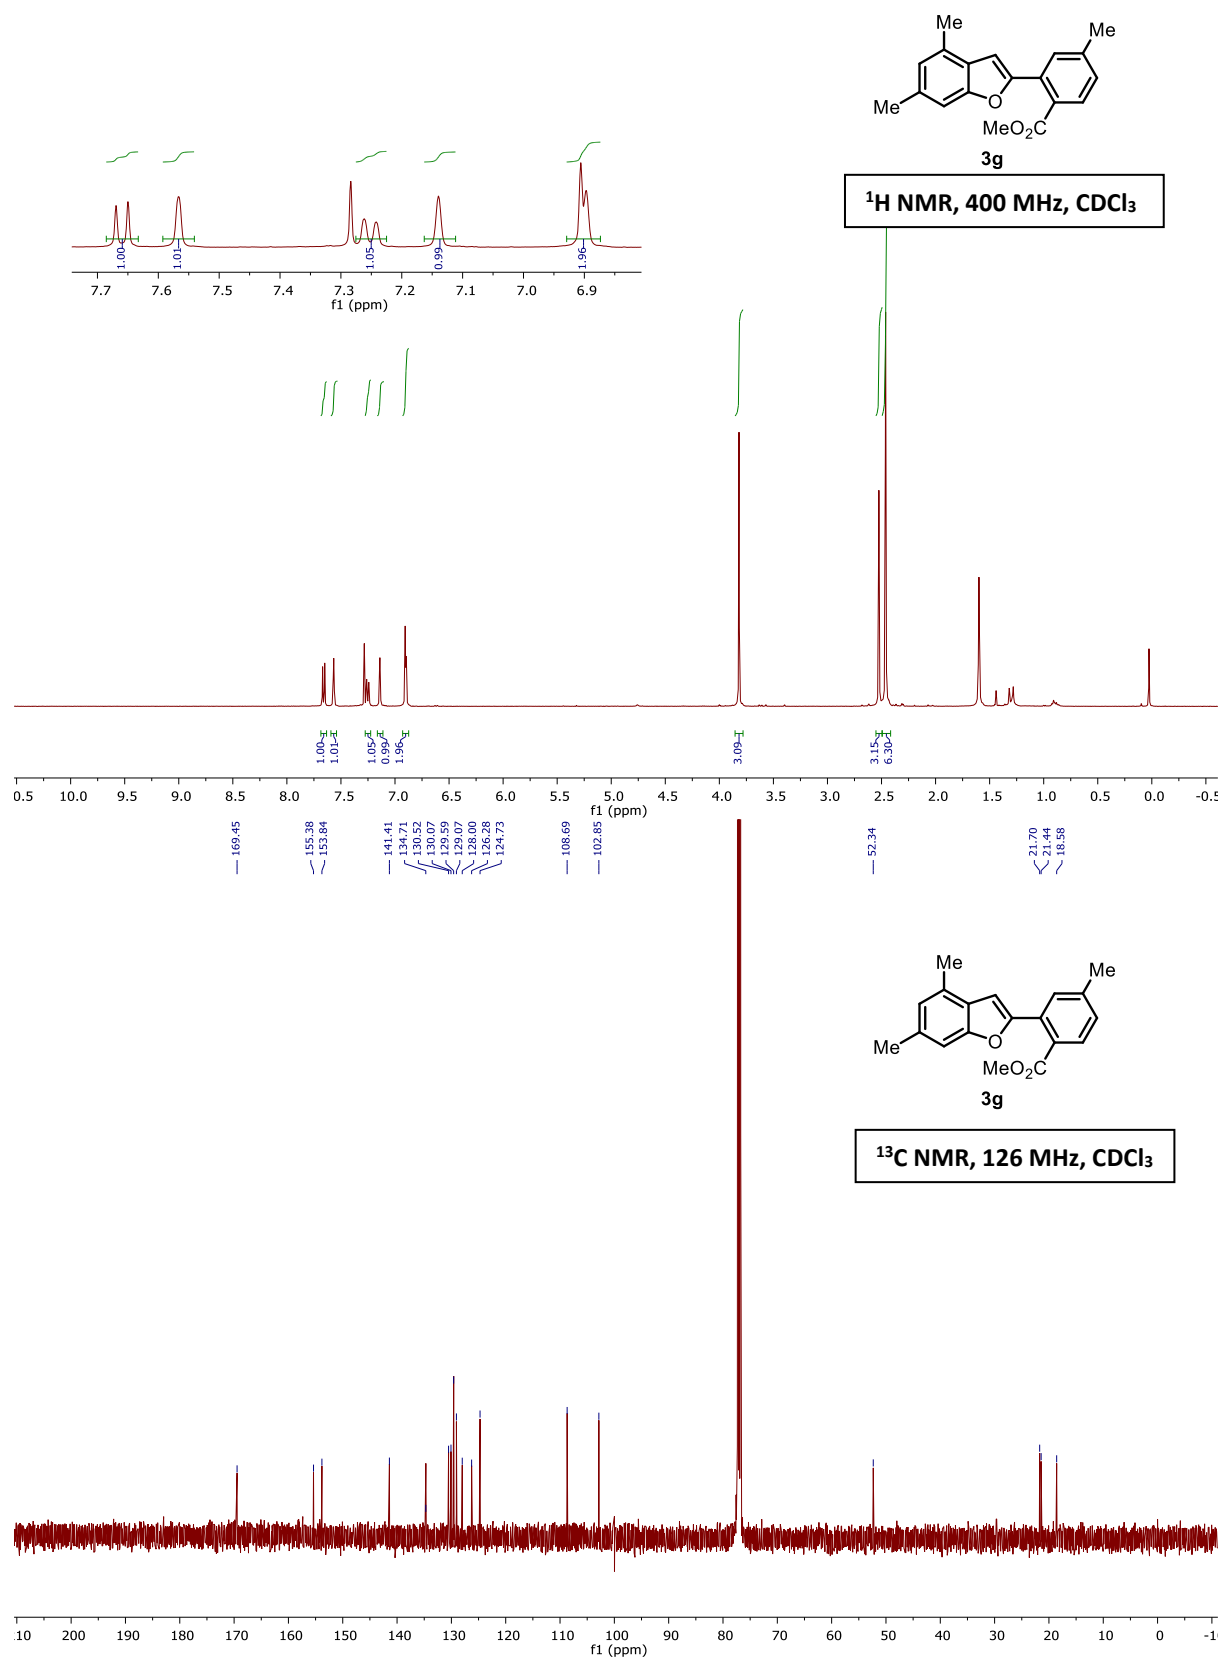 Me
Me
Me
O
MeO₂C
3g
¹H NMR, 400 MHz, CDCl₃
1.00
1.01
1.05
0.99
1.96
7.7 7.6 7.5 7.4 7.3 7.2 7.1 7.0 6.9
f1 (ppm)
1.00
1.01
1.05
0.99
1.96
3.09
3.15
6.30
0.5 10.0 9.5 9.0 8.5 8.0 7.5 7.0 6.5 6.0 5.5 5.0 4.5 4.0 3.5 3.0 2.5 2.0 1.5 1.0 0.5 0.0 -0.5
f1 (ppm)
169.45
155.38
153.84
141.41
134.71
130.52
130.07
129.59
129.07
128.00
126.28
124.73
108.69
102.85
52.34
21.70
21.44
18.58
Me
Me
Me
O
MeO₂C
3g
¹³C NMR, 126 MHz, CDCl₃
10 200 190 180 170 160 150 140 130 120 110 100 90 80 70 60 50 40 30 20 10 0 -10
f1 (ppm)